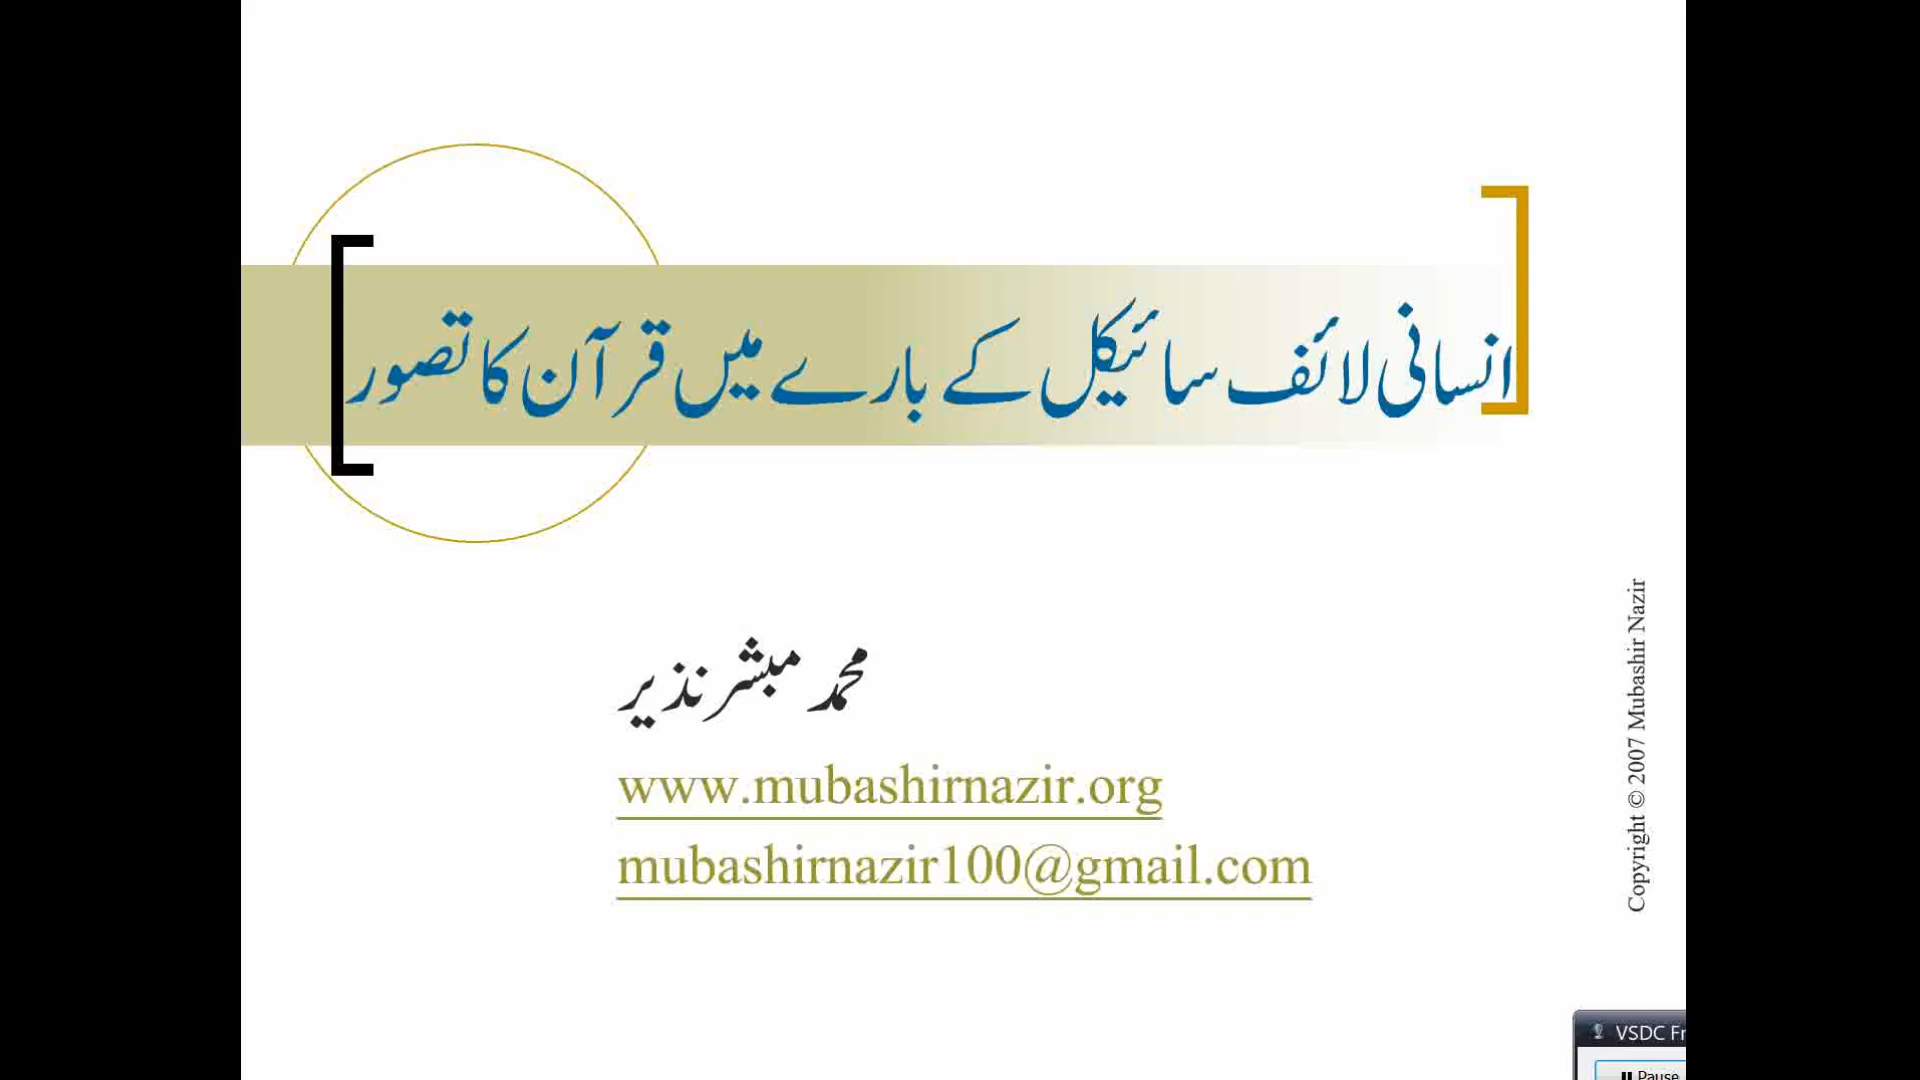 انسانی لائف سائیکل کے بارے میں قرآن کا تصور
محمد مبشر نذیر
www.mubashirnazir.org
mubashirnazir100@gmail.com
Copyright © 2007 Mubashir Nazir
VSDC Fr
Pause